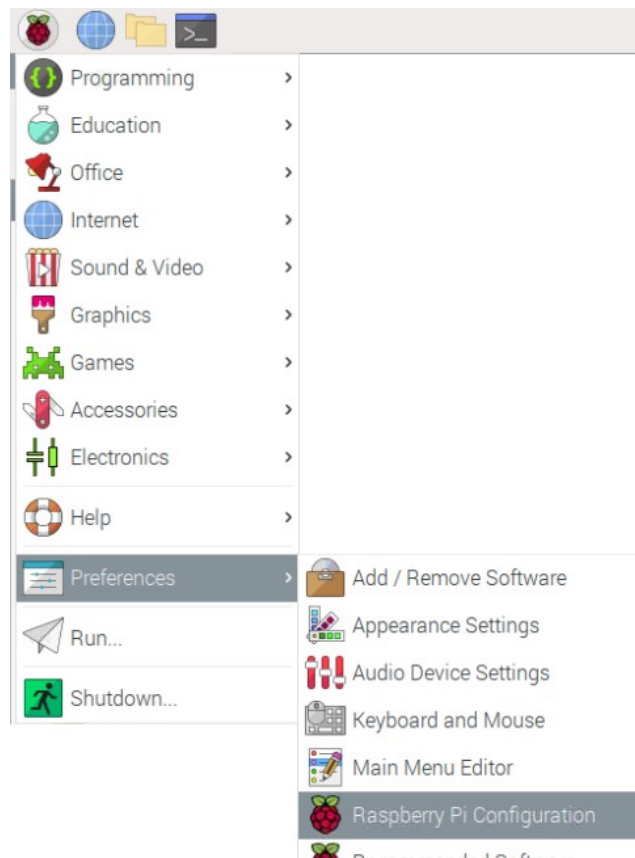 >_
Programming
Education
Office
Internet
Sound & Video
Graphics
Games
Accessories
Electronics
Help
Preferences
Run...
Shutdown...
Add / Remove Software
Appearance Settings
Audio Device Settings
Keyboard and Mouse
Main Menu Editor
Raspberry Pi Configuration